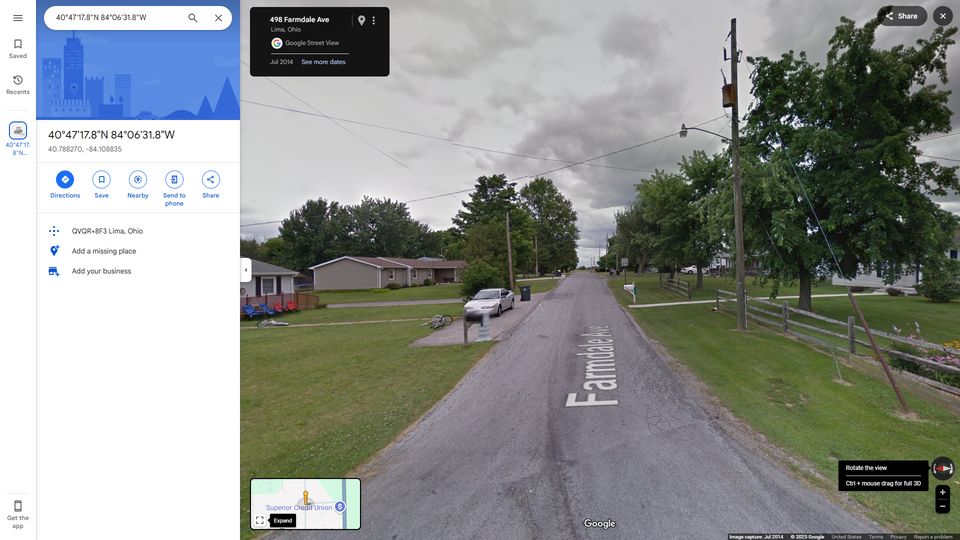 40°47'17.8"N 84°06'31.8"W
Saved
Recents
40°47'17.
8"N...
40°47'17.8"N 84°06'31.8"W
40.788270, -84.108835
Directions
Save
Nearby
Send to
phone
Share
QVQR+8F3 Lima, Ohio
Add a missing place
Add your business
Get the
app
498 Farmdale Ave
Lima, Ohio
Google Street View
Jul 2014 See more dates
Share
Farmdale Ave
Superior Credit Union
S
Expand
Rotate the view
Ctrl + mouse drag for full 3D
Google
Image capture: Jul 2014 © 2025 Google United States Terms Privacy Report a problem